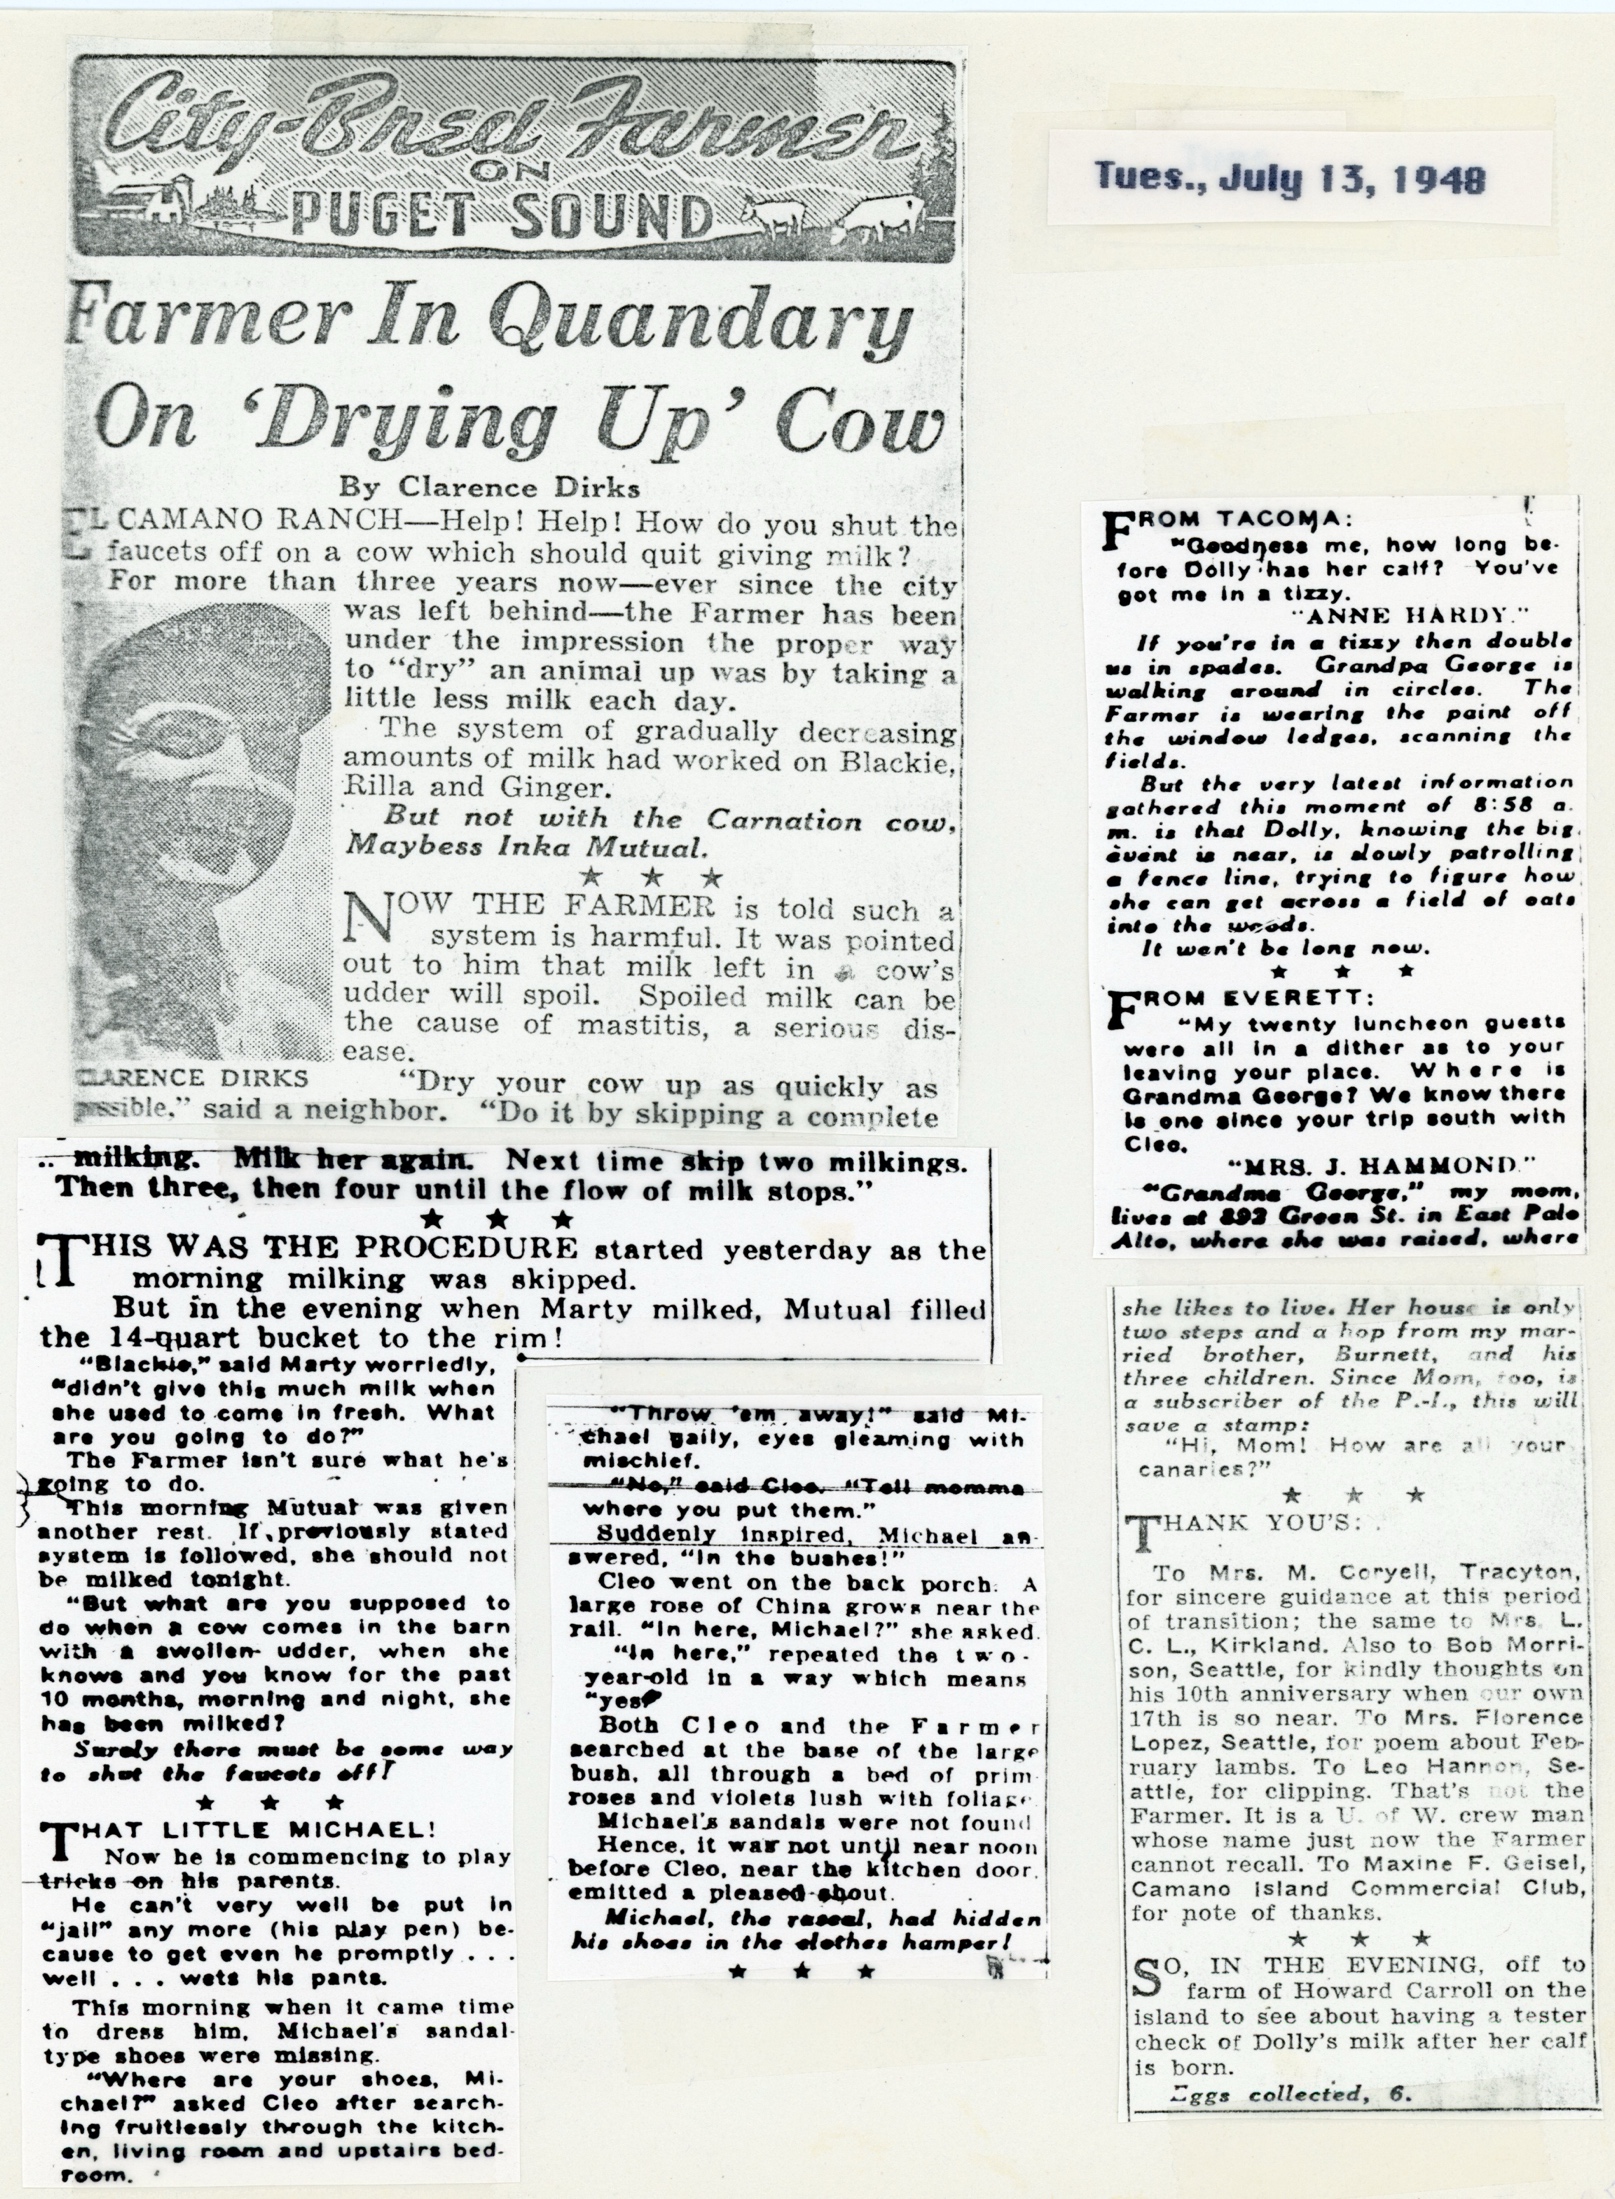 City-Bred Farmer
ON
PUGET SOUND
Tues., July 13, 1948
Farmer In Quandary
On 'Drying Up' Cow
By Clarence Dirks
EL CAMANO RANCH—Help! Help! How do you shut the
faucets off on a cow which should quit giving milk?
For more than three years now—ever since the city
was left behind—the Farmer has been
under the impression the proper way
to "dry" an animal up was by taking a
little less milk each day.
The system of gradually decreasing
amounts of milk had worked on Blackie,
Rilla and Ginger.
But not with the Carnation cow,
Maybess Inka Mutual.
★ ★ ★
NOW THE FARMER is told such a
system is harmful. It was pointed
out to him that milk left in a cow's
udder will spoil. Spoiled milk can be
the cause of mastitis, a serious dis-
ease.
CLARENCE DIRKS
"Dry your cow up as quickly as
possible," said a neighbor. "Do it by skipping a complete
milking. Milk her again. Next time skip two milkings.
Then three, then four until the flow of milk stops."
★ ★ ★
THIS WAS THE PROCEDURE started yesterday as the
morning milking was skipped.
But in the evening when Marty milked, Mutual filled
the 14-quart bucket to the rim!
"Blackie," said Marty worriedly,
"didn't give this much milk when
she used to come in fresh. What
are you going to do?"
The Farmer isn't sure what he's
going to do.
This morning Mutual was given
another rest. If previously stated
system is followed, she should not
be milked tonight.
"But what are you supposed to
do when a cow comes in the barn
with a swollen udder, when she
knows and you know for the past
10 months, morning and night, she
has been milked?
Surely there must be some way
to shut the faucets off!
★ ★ ★
THAT LITTLE MICHAEL!
Now he is commencing to play
tricks on his parents.
He can't very well be put in
"jail" any more (his play pen) be-
cause to get even he promptly . . .
well . . . wets his pants.
This morning when it came time
to dress him, Michael's sandal-
type shoes were missing.
"Where are your shoes, Mi-
chael?" asked Cleo after search-
ing fruitlessly through the kitch-
en, living room and upstairs bed-
room.
"Throw 'em away!" said Mi-
chael gaily, eyes gleaming with
mischief.
"No," said Cleo. "Tell momma
where you put them."
Suddenly inspired, Michael an-
swered, "In the bushes!"
Cleo went on the back porch. A
large rose of China grows near the
rail. "In here, Michael?" she asked.
"In here," repeated the two-
year-old in a way which means
"yes"
Both Cleo and the Farmer
searched at the base of the large
bush, all through a bed of prim
roses and violets lush with foliage.
Michael's sandals were not found
Hence, it was not until near noon
before Cleo, near the kitchen door,
emitted a pleased shout.
Michael, the rascal, had hidden
his shoes in the clothes hamper!
★ ★ ★
FROM TACOMA:
"Goodness me, how long be-
fore Dolly has her calf? You've
got me in a tizzy.
"ANNE HARDY."
If you're in a tizzy then double
us in spades. Grandpa George is
walking around in circles. The
Farmer is wearing the paint off
the window ledges, scanning the
fields.
But the very latest information
gathered this moment of 8:58 a.
m. is that Dolly, knowing the big
event is near, is slowly patrolling
a fence line, trying to figure how
she can get across a field of oats
into the woods.
It won't be long now.
★ ★ ★
FROM EVERETT:
"My twenty luncheon guests
were all in a dither as to your
leaving your place. Where is
Grandma George? We know there
is one since your trip south with
Cleo.
"MRS. J. HAMMOND."
"Grandma George," my mom,
lives at 892 Green St. in East Palo
Alto, where she was raised, where
she likes to live. Her house is only
two steps and a hop from my mar-
ried brother, Burnett, and his
three children. Since Mom, too, is
a subscriber of the P.-I., this will
save a stamp:
"Hi, Mom! How are all your
canaries?"
★ ★ ★
THANK YOU'S:
To Mrs. M. Coryell, Tracyton,
for sincere guidance at this period
of transition; the same to Mrs. L.
C. L., Kirkland. Also to Bob Morri-
son, Seattle, for kindly thoughts on
his 10th anniversary when our own
17th is so near. To Mrs. Florence
Lopez, Seattle, for poem about Feb-
ruary lambs. To Leo Hannon, Se-
attle, for clipping. That's not the
Farmer. It is a U. of W. crew man
whose name just now the Farmer
cannot recall. To Maxine F. Geisel,
Camano Island Commercial Club,
for note of thanks.
★ ★ ★
SO, IN THE EVENING, off to
farm of Howard Carroll on the
island to see about having a tester
check of Dolly's milk after her calf
is born.
Eggs collected, 6.